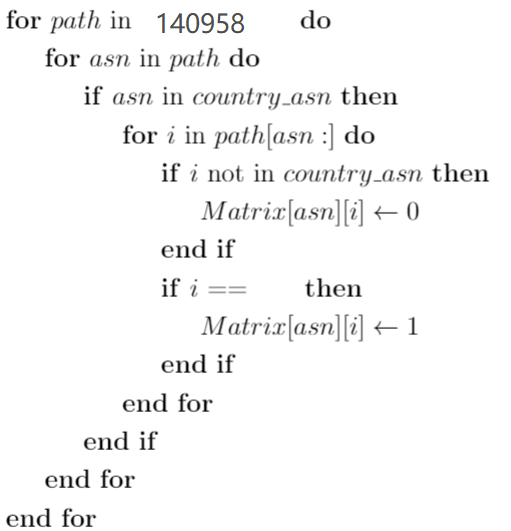 for path in 140958 do
for asn in path do
if asn in country_asn then
for i in path[asn :] do
if i not in country_asn then
Matrix[asn][i] ← 0
end if
if i == then
Matrix[asn][i] ← 1
end if
end for
end if
end for
end for